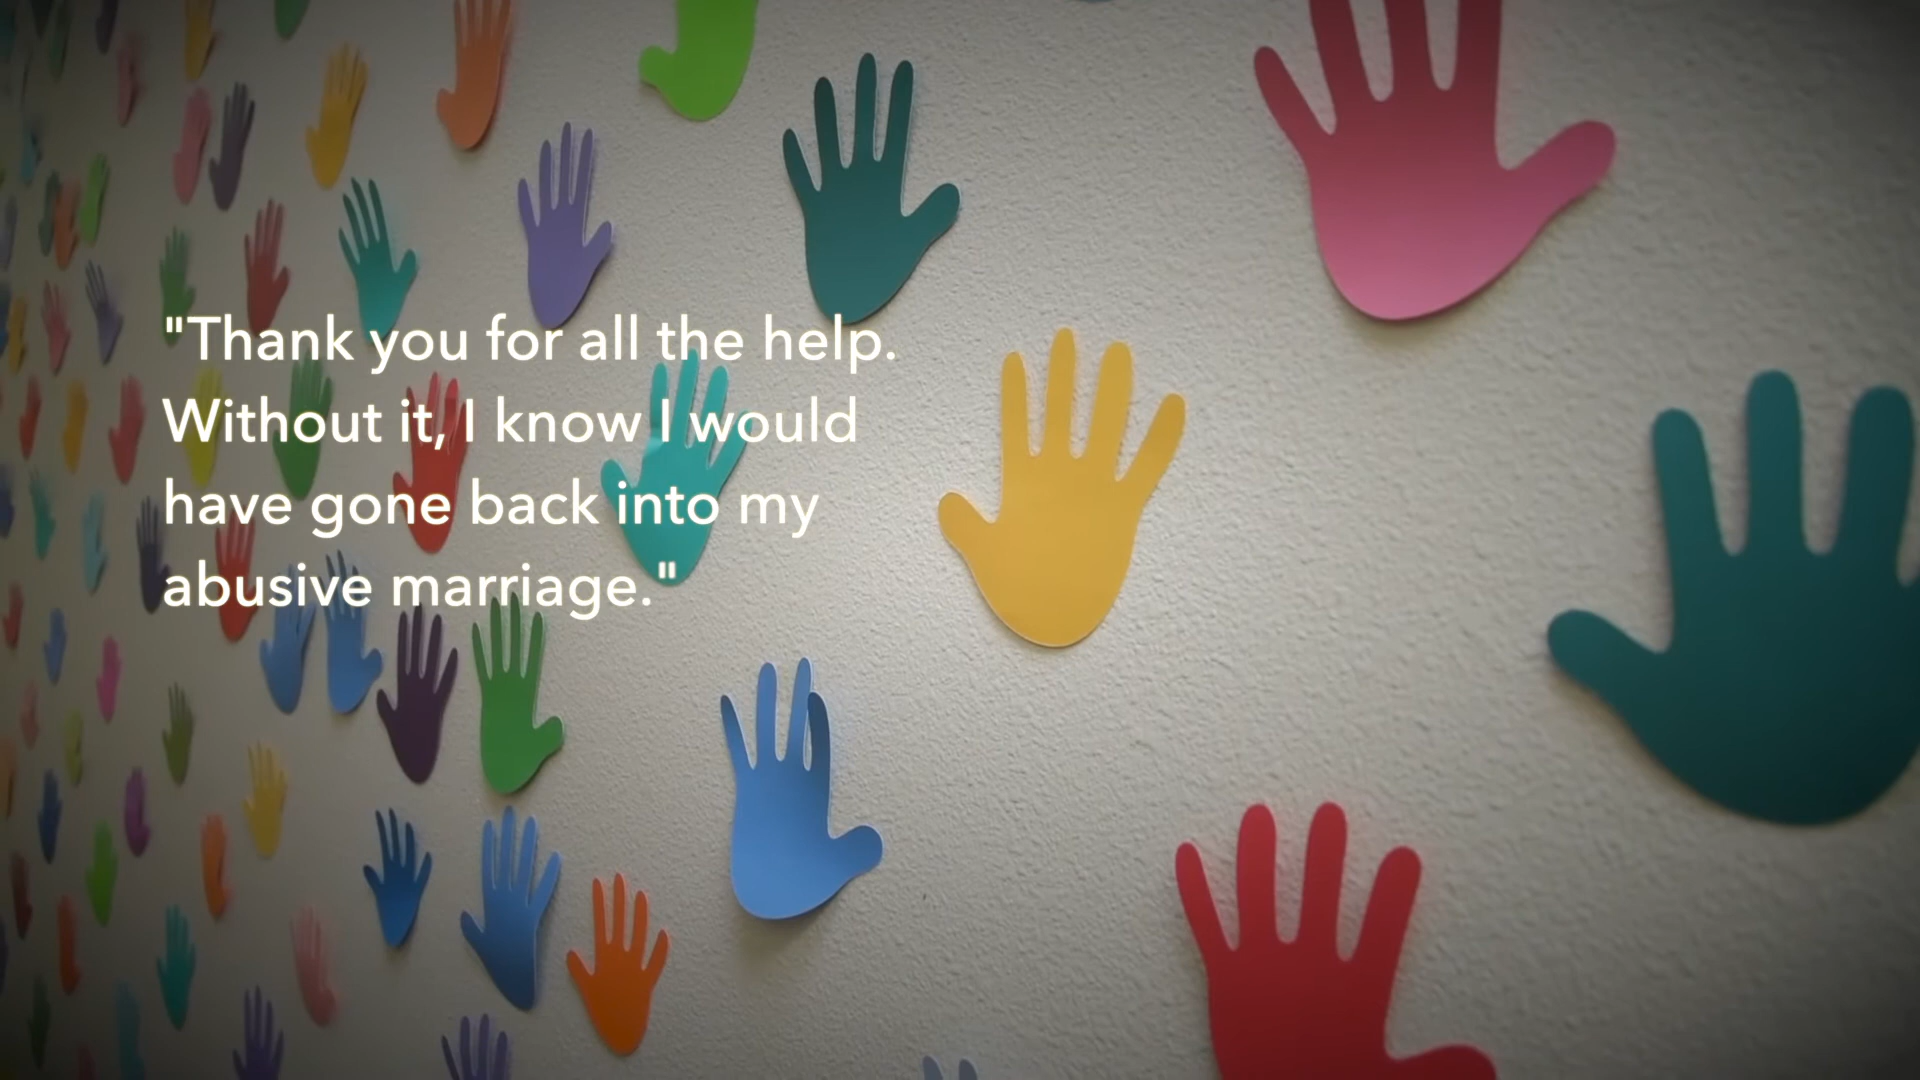 "Thank you for all the help.
Without it, I know I would
have gone back into my
abusive marriage."